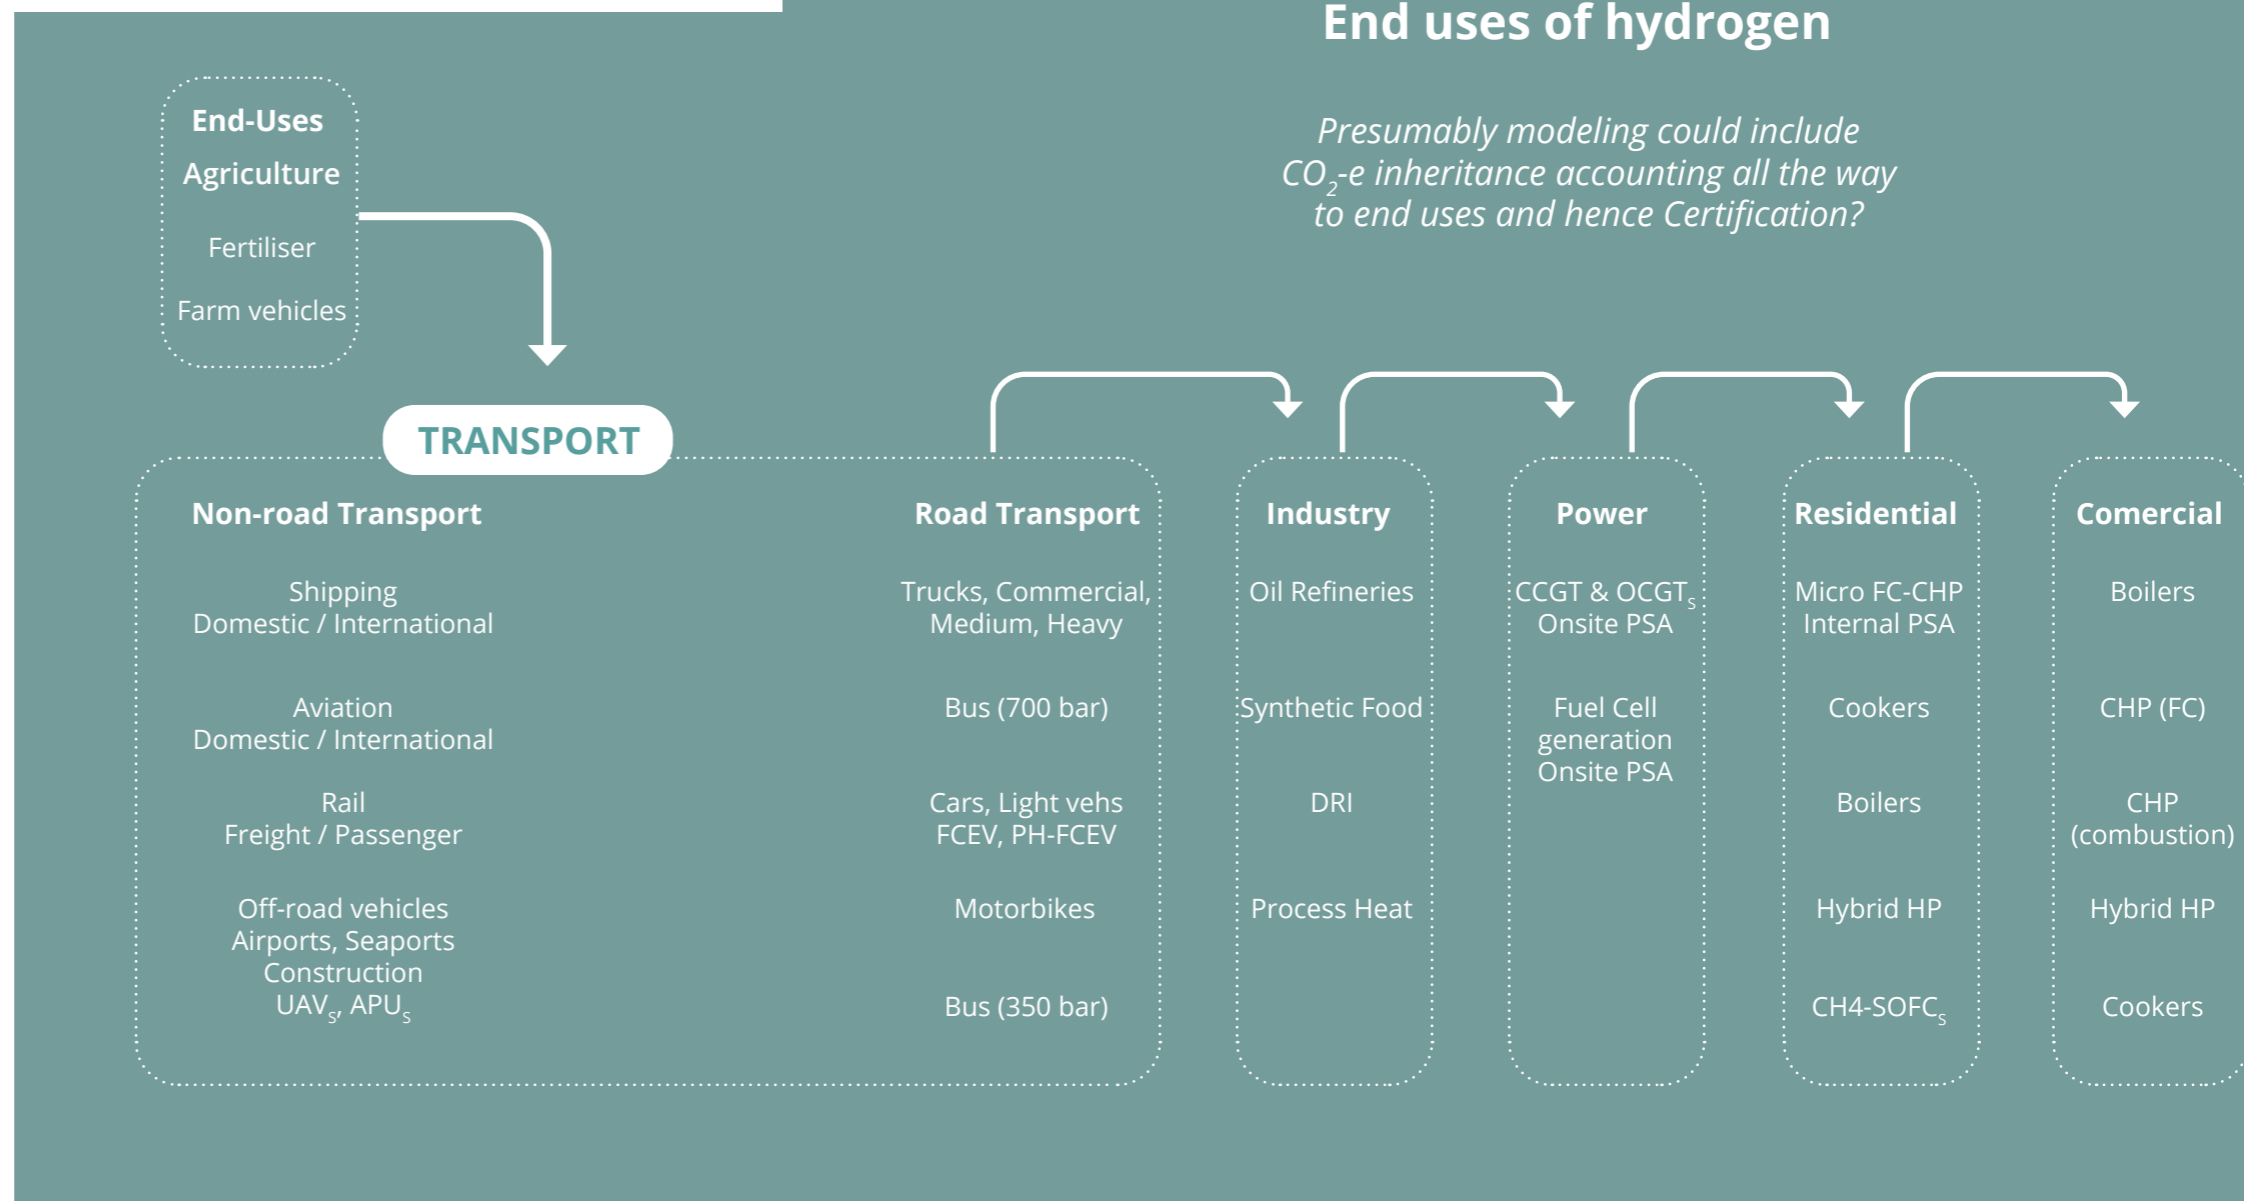 End uses of hydrogen
Presumably modeling could include
CO2-e inheritance accounting all the way
to end uses and hence Certification?
End-Uses
Agriculture
Fertiliser
Farm vehicles
TRANSPORT
Non-road Transport
Shipping
Domestic / International
Aviation
Domestic / International
Rail
Freight / Passenger
Off-road vehicles
Airports, Seaports
Construction
UAVs, APUs
Road Transport
Trucks, Commercial,
Medium, Heavy
Bus (700 bar)
Cars, Light vehs
FCEV, PH-FCEV
Motorbikes
Bus (350 bar)
Industry
Oil Refineries
Synthetic Food
DRI
Process Heat
Power
CCGT & OCGTs
Onsite PSA
Fuel Cell
generation
Onsite PSA
Residential
Micro FC-CHP
Internal PSA
Cookers
Boilers
Hybrid HP
CH4-SOFCs
Comercial
Boilers
CHP (FC)
CHP
(combustion)
Hybrid HP
Cookers